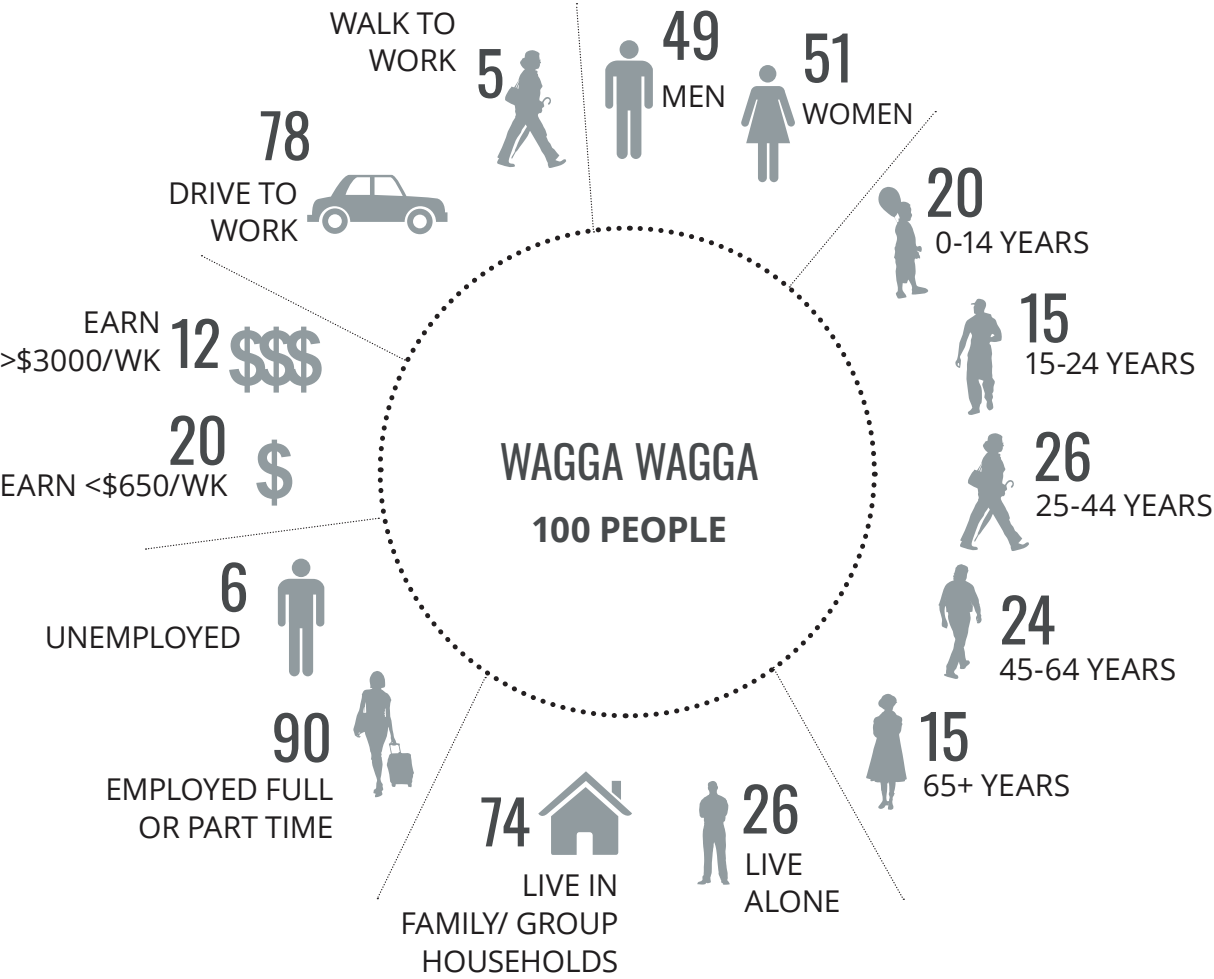 WALK TO
WORK
5
49
MEN
51
WOMEN
78
DRIVE TO
WORK
20
0-14 YEARS
15
15-24 YEARS
26
25-44 YEARS
24
45-64 YEARS
15
65+ YEARS
EARN
>$3000/WK
12
$$$
20
EARN <$650/WK
$
WAGGA WAGGA
100 PEOPLE
6
UNEMPLOYED
90
EMPLOYED FULL
OR PART TIME
74
LIVE IN
FAMILY/ GROUP
HOUSEHOLDS
26
LIVE
ALONE